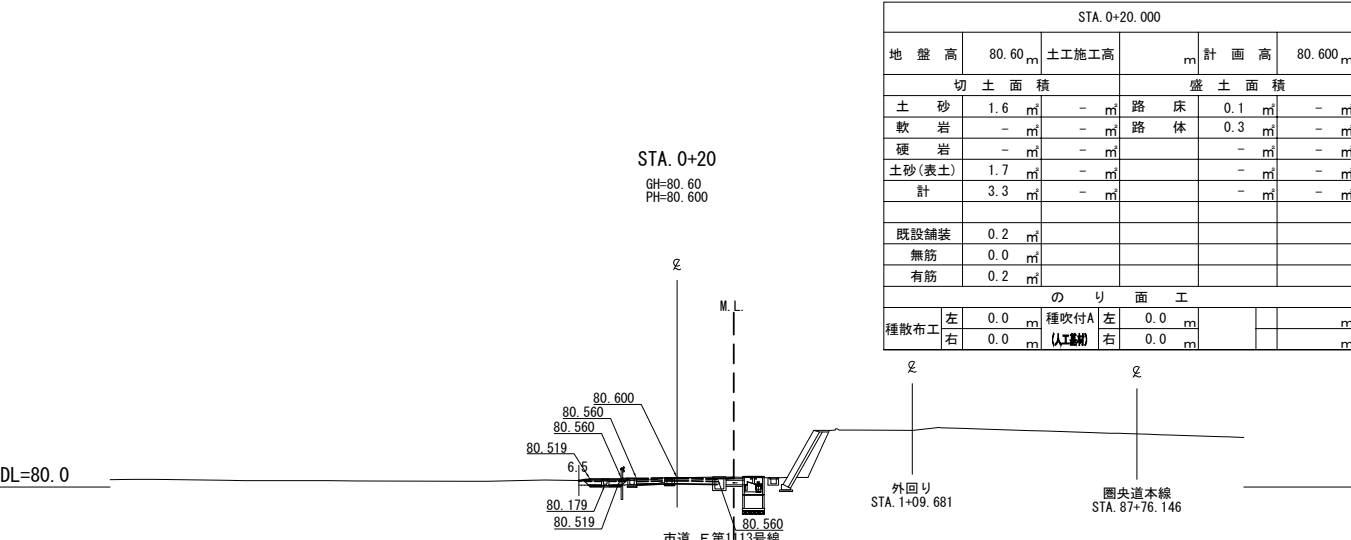 STA. 0+20.000
地 盤 高 80.60 m 土工施工高 m 計 画 高 80.600 m
切 土 面 積 盛 土 面 積
土 砂 1.6 ㎡ - ㎡ 路 床 0.1 ㎡ - ㎡
軟 岩 - ㎡ - ㎡ 路 体 0.3 ㎡ - ㎡
硬 岩 - ㎡ - ㎡ - ㎡ - ㎡
土砂(表土) 1.7 ㎡ - ㎡ - ㎡ - ㎡
計 3.3 ㎡ - ㎡ - ㎡ - ㎡
既設舗装 0.2 ㎡
無筋 0.0 ㎡
有筋 0.2 ㎡
の り 面 工
種散布工 左 0.0 m 種吹付A 左 0.0 m m
右 0.0 m (人工基材) 右 0.0 m m
STA. 0+20
GH=80.60
PH=80.600
℄
M. L.
℄
℄
80.600
80.560
80.560
80.519
6.5
DL=80.0
80.179
80.519
80.560
外回り
STA. 1+09.681
圏央道本線
STA. 87+76.146